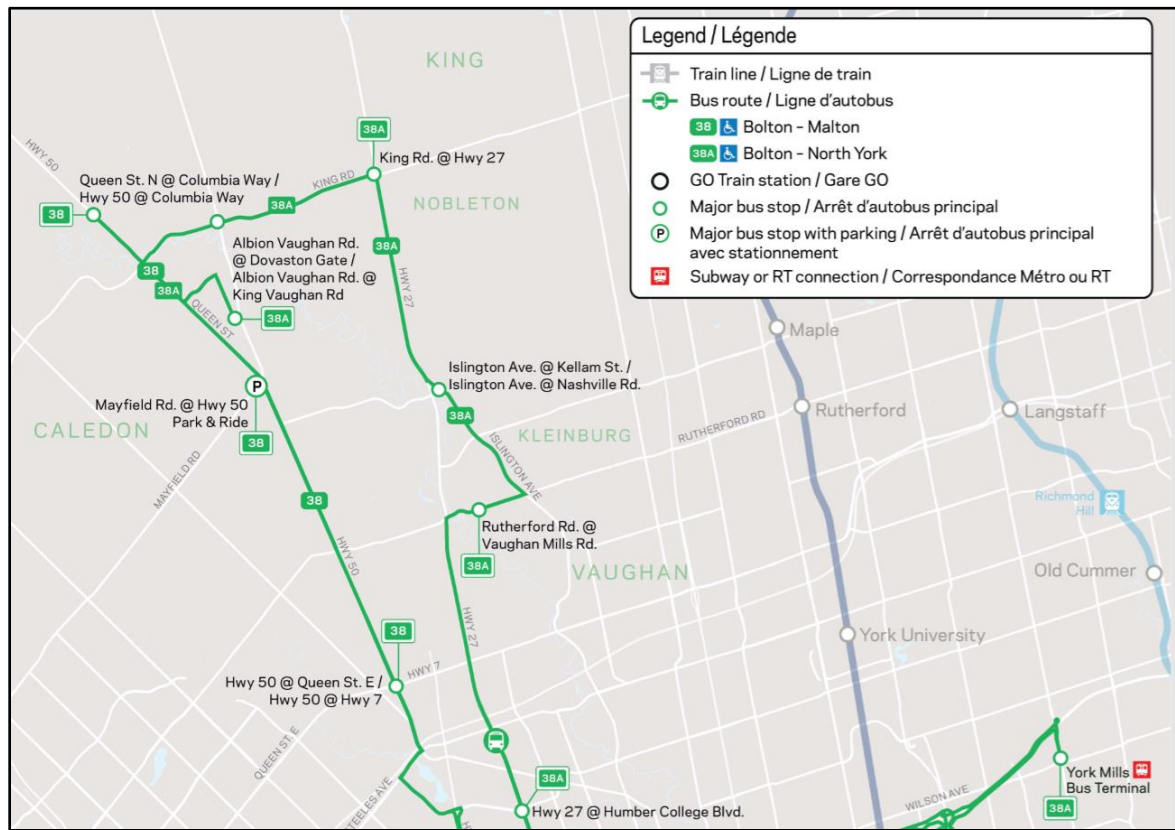 KING
Legend / Légende
Train line / Ligne de train
Bus route / Ligne d'autobus
38 Bolton - Malton
38A Bolton - North York
GO Train station / Gare GO
Major bus stop / Arrêt d'autobus principal
P Major bus stop with parking / Arrêt d'autobus principal
avec stationnement
Subway or RT connection / Correspondance Métro ou RT
38A
King Rd. @ Hwy 27
HWY 50
Queen St. N @ Columbia Way /
Hwy 50 @ Columbia Way
KING RD
38A
38
NOBLETON
Albion Vaughan Rd.
@ Dovaston Gate /
Albion Vaughan Rd. @
King Vaughan Rd
38A
38
38A
QUEEN ST
38A
HWY 27
Maple
Islington Ave. @ Kellam St. /
Islington Ave. @ Nashville Rd.
P
Mayfield Rd. @ Hwy 50
Park & Ride
38
CALEDON
MAYFIELD RD
38A
KLEINBURG
ISLINGTON AVE
RUTHERFORD RD
Rutherford
Langstaff
38
HWY 50
Rutherford Rd. @
Vaughan Mills Rd.
38A
Richmond
Hill
VAUGHAN
Old Cummer
HWY 27
York University
38
HWY 7
Hwy 50 @ Queen St. E /
Hwy 50 @ Hwy 7
QUEEN ST. E
STEELES AVE
38A
Hwy 27 @ Humber College Blvd.
WILSON AVE
York Mills
Bus Terminal
38A